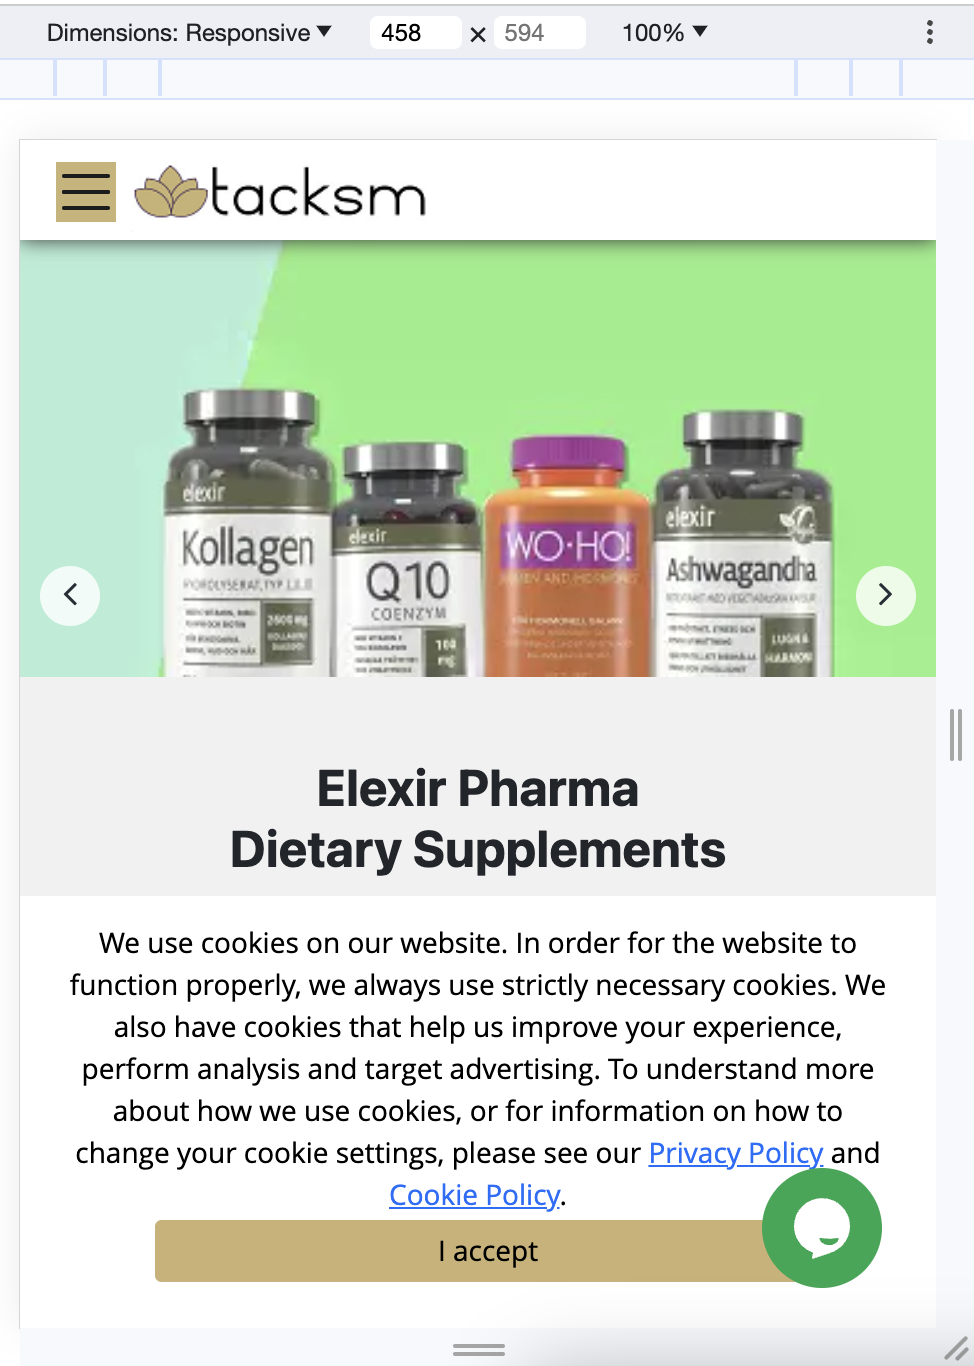 Dimensions: Responsive ▼ 458 × 594 100% ▼
tacksm
elexir
Kollagen
HYDROLYSERAT, TYP I, II, III
2600 mg
elexir
Q10
COENZYM
100
mg
WO·HO!
WOMEN AND HORMONES
elexir
Ashwagandha
LUGN &
HARMONI
Elexir Pharma
Dietary Supplements
We use cookies on our website. In order for the website to
function properly, we always use strictly necessary cookies. We
also have cookies that help us improve your experience,
perform analysis and target advertising. To understand more
about how we use cookies, or for information on how to
change your cookie settings, please see our Privacy Policy and
Cookie Policy.
I accept